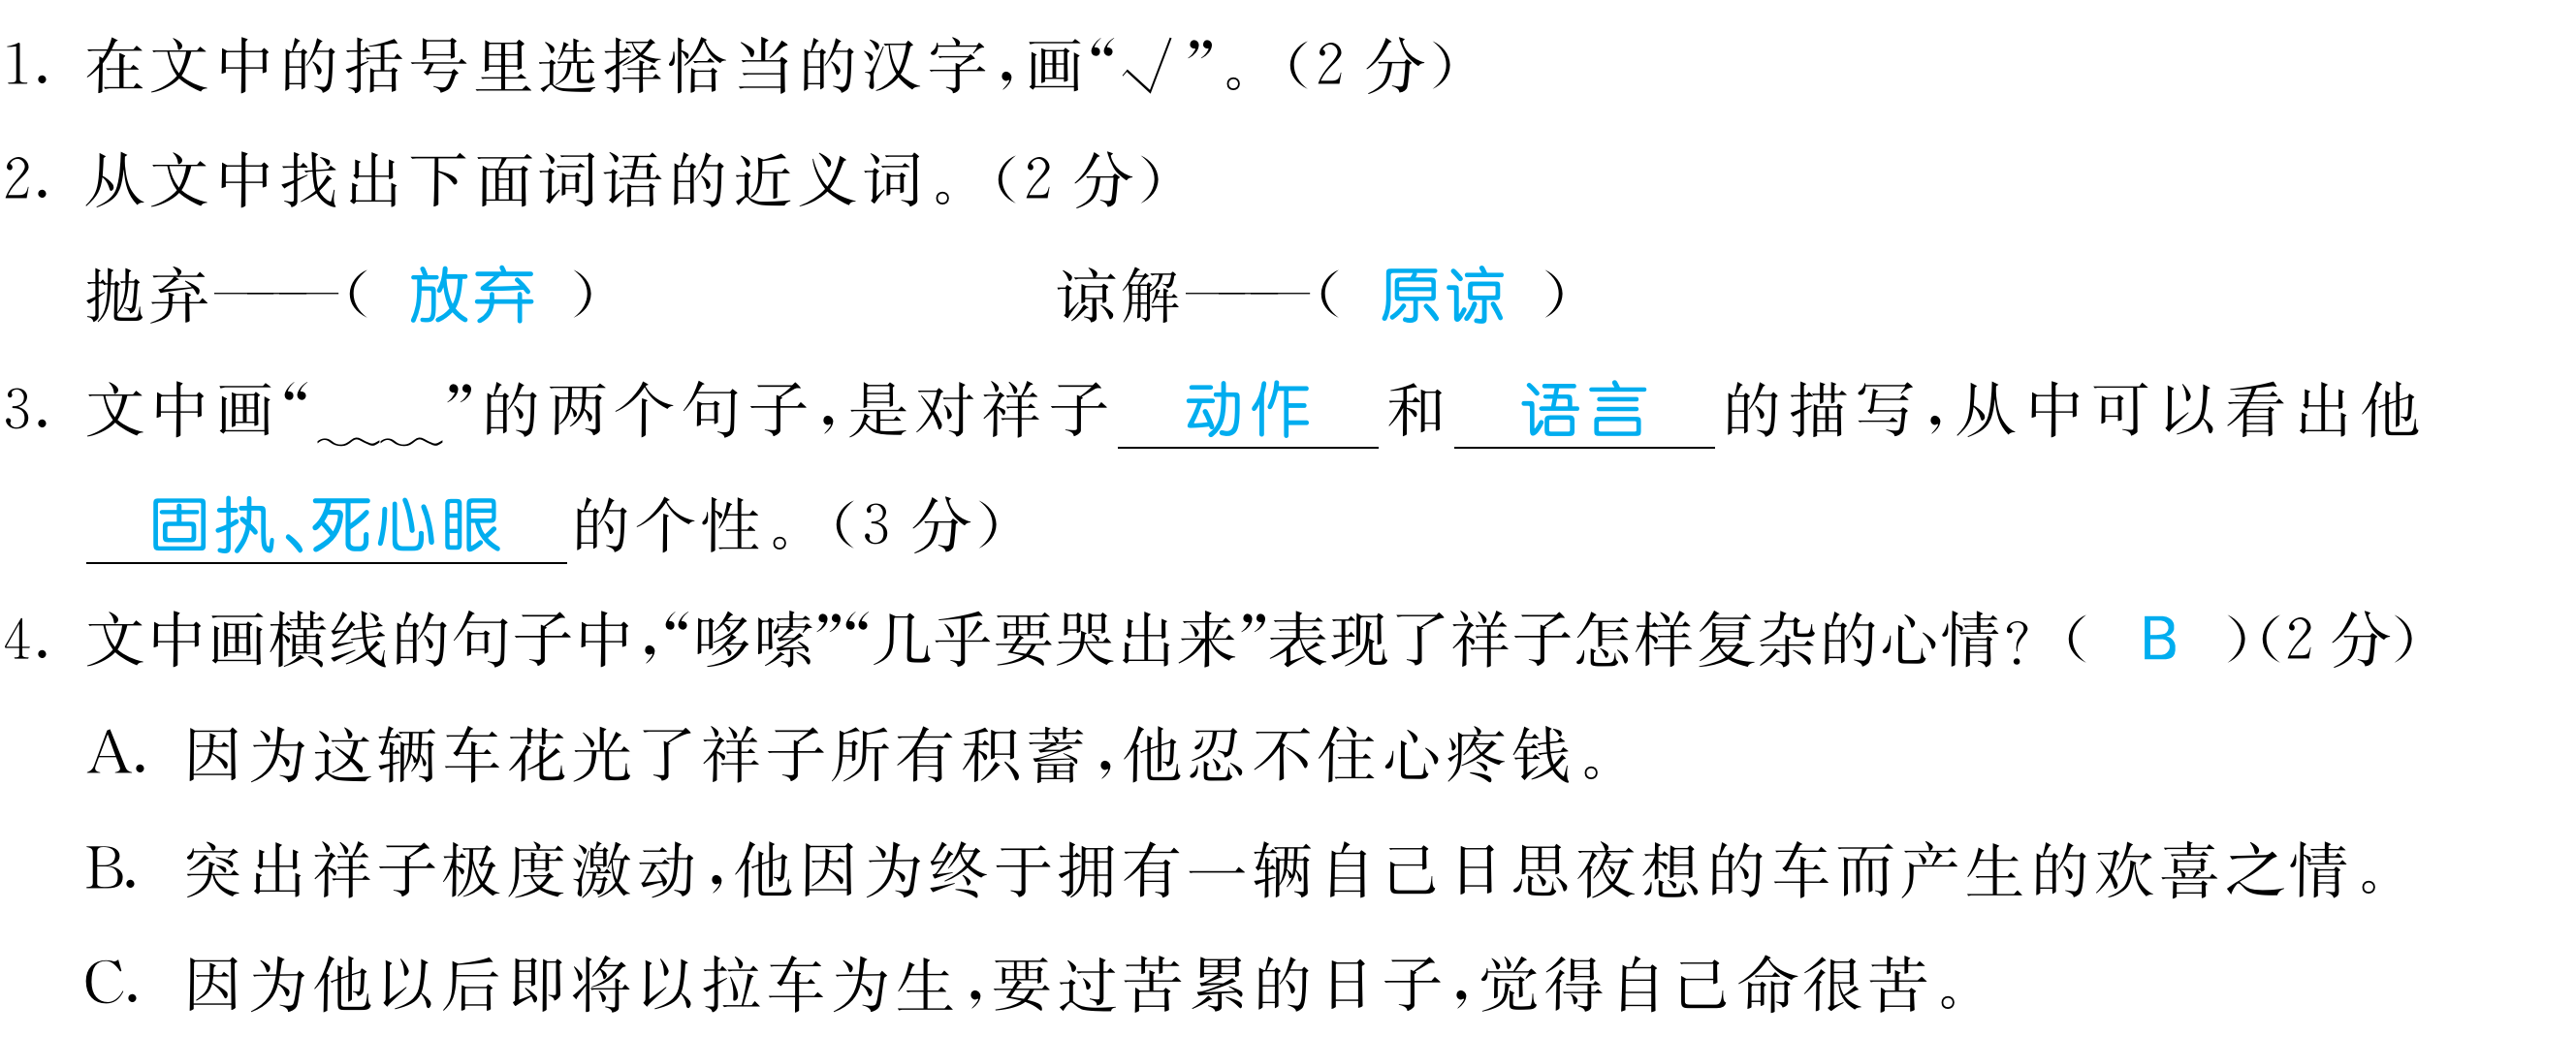 1. 在文中的括号里选择恰当的汉字,画“√”。(2 分)
2. 从文中找出下面词语的近义词。(2 分)
抛弃——( 放弃 ) 谅解——( 原谅 )
3. 文中画“﹏﹏”的两个句子,是对祥子 动作 和 语言 的描写,从中可以看出他
固执、死心眼 的个性。(3 分)
4. 文中画横线的句子中,“哆嗦”“几乎要哭出来”表现了祥子怎样复杂的心情?( B )(2 分)
A. 因为这辆车花光了祥子所有积蓄,他忍不住心疼钱。
B. 突出祥子极度激动,他因为终于拥有一辆自己日思夜想的车而产生的欢喜之情。
C. 因为他以后即将以拉车为生,要过苦累的日子,觉得自己命很苦。